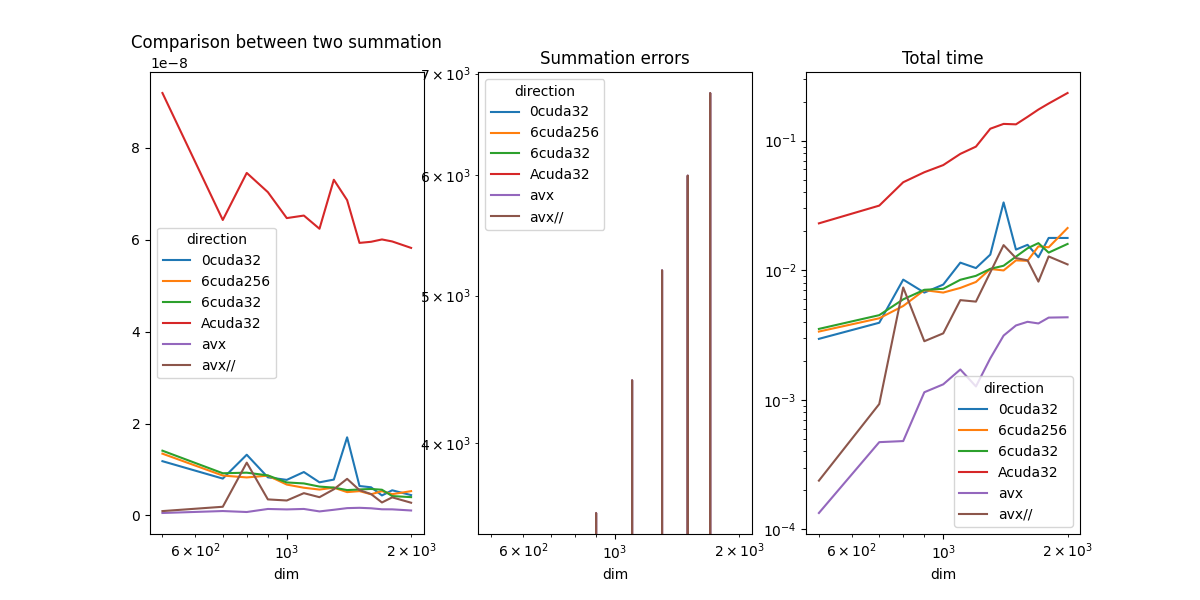 Comparison between two summation
1e−8
8
6
4
2
0
direction
0cuda32
6cuda256
6cuda32
Acuda32
avx
avx//
6 × 10²
10³
2 × 10³
dim
Summation errors
7 × 10³
6 × 10³
5 × 10³
4 × 10³
direction
0cuda32
6cuda256
6cuda32
Acuda32
avx
avx//
6 × 10²
10³
2 × 10³
dim
Total time
10⁻¹
10⁻²
10⁻³
10⁻⁴
direction
0cuda32
6cuda256
6cuda32
Acuda32
avx
avx//
6 × 10²
10³
2 × 10³
dim